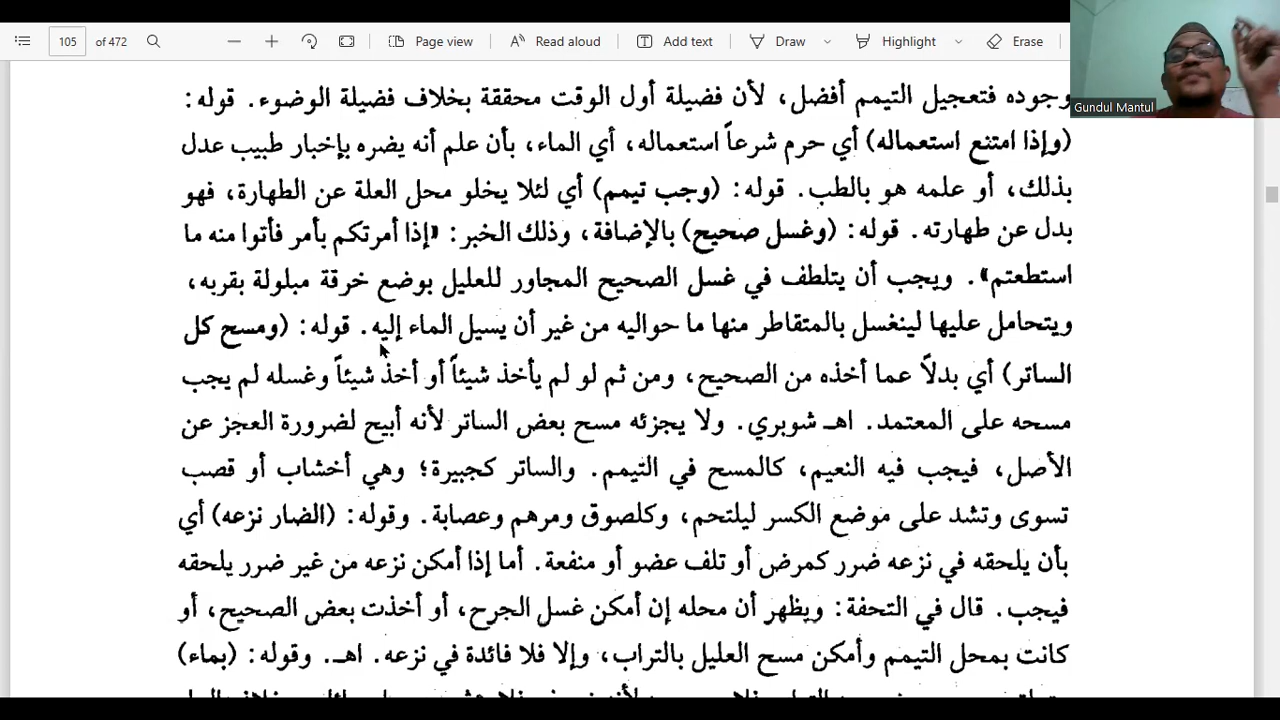 105 of 472
Page view
Read aloud
Add text
Draw
Highlight
Erase
Gundul Mantul
وجوده فتعجيل التيمم أفضل، لأن فضيلة أول الوقت محققة بخلاف فضيلة الوضوء. قوله:
(وإذا امتنع استعماله) أي حرم شرعاً استعماله، أي الماء، بأن علم أنه يضره بإخبار طبيب عدل
بذلك، أو علمه هو بالطب. قوله: (وجب تيمم) أي لئلا يخلو محل العلة عن الطهارة، فهو
بدل عن طهارته. قوله: (وغسل صحيح) بالإضافة، وذلك الخبر: «إذا أمرتكم بأمر فأتوا منه ما
استطعتم». ويجب أن يتلطف في غسل الصحيح المجاور للعليل بوضع خرقة مبلولة بقربه،
ويتحامل عليها لينغسل بالمتقاطر منها ما حواليه من غير أن يسيل الماء إليه. قوله: (ومسح كل
الساتر) أي بدلاً عما أخذه من الصحيح، ومن ثم لو لم يأخذ شيئاً أو أخذ شيئاً وغسله لم يجب
مسحه على المعتمد. اهـ شوبري. ولا يجزئه مسح بعض الساتر لأنه أبيح لضرورة العجز عن
الأصل، فيجب فيه النعيم، كالمسح في التيمم. والساتر كجبيرة؛ وهي أخشاب أو قصب
تسوى وتشد على موضع الكسر ليلتحم، وكلصوق ومرهم وعصابة. وقوله: (الضار نزعه) أي
بأن يلحقه في نزعه ضرر كمرض أو تلف عضو أو منفعة. أما إذا أمكن نزعه من غير ضرر يلحقه
فيجب. قال في التحفة: ويظهر أن محله إن أمكن غسل الجرح، أو أخذت بعض الصحيح، أو
كانت بمحل التيمم وأمكن مسح العليل بالتراب، وإلا فلا فائدة في نزعه. اهـ. وقوله: (بماء)